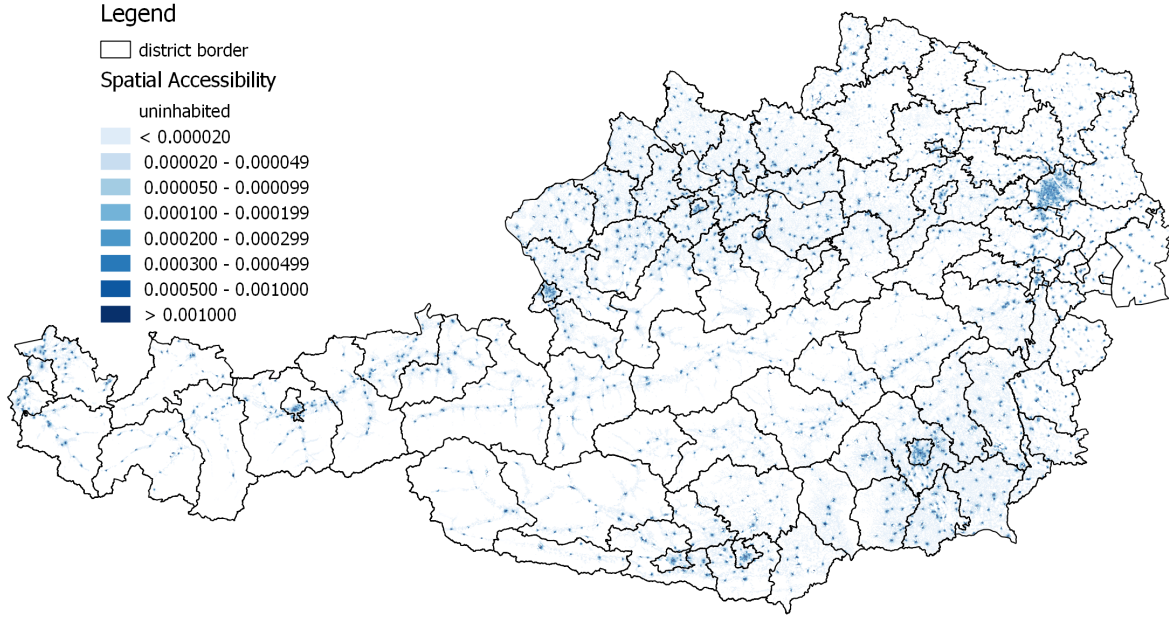 Legend
district border
Spatial Accessibility
uninhabited
< 0.000020
0.000020 - 0.000049
0.000050 - 0.000099
0.000100 - 0.000199
0.000200 - 0.000299
0.000300 - 0.000499
0.000500 - 0.001000
> 0.001000